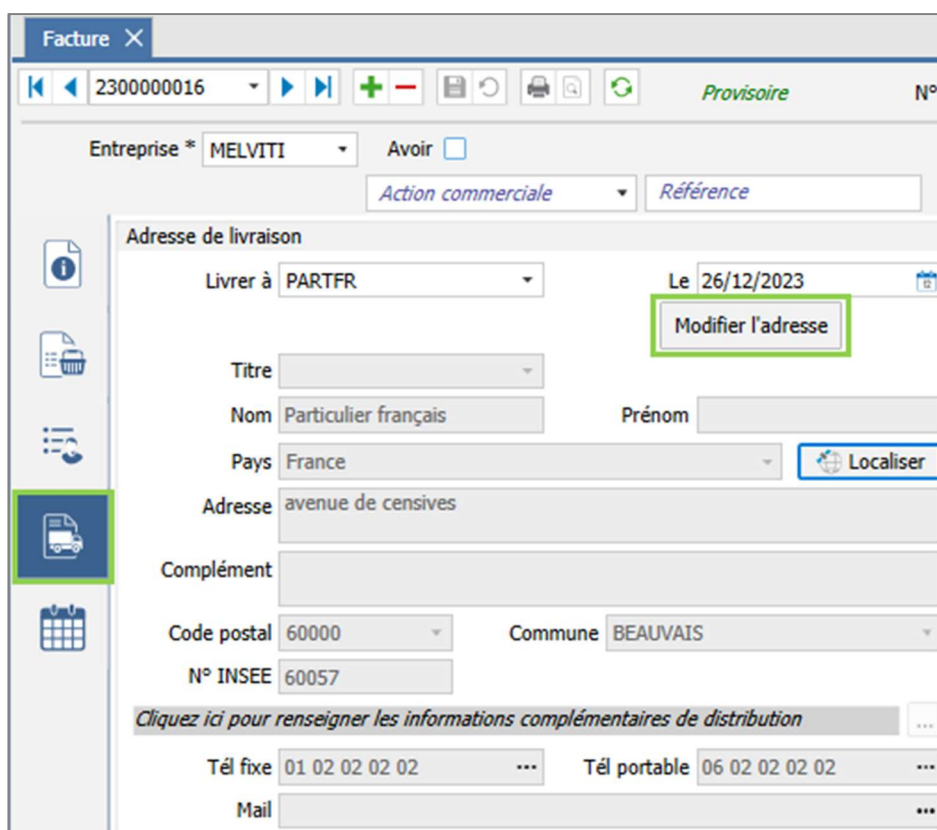 Facture
2300000016 Provisoire N°
Entreprise * MELVITI Avoir
Action commerciale Référence
Adresse de livraison
Livrer à PARTFR Le 26/12/2023
Modifier l'adresse
Titre
Nom Particulier français Prénom
Pays France Localiser
Adresse avenue de censives
Complément
Code postal 60000 Commune BEAUVAIS
N° INSEE 60057
Cliquez ici pour renseigner les informations complémentaires de distribution ...
Tél fixe 01 02 02 02 02 ... Tél portable 06 02 02 02 02 ...
Mail ...